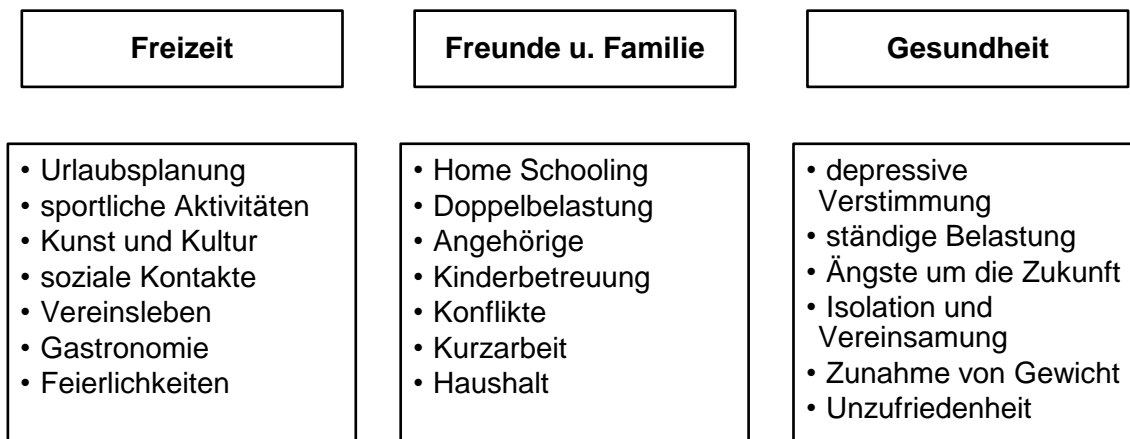 Freizeit
Freunde u. Familie
Gesundheit
• Urlaubsplanung
• sportliche Aktivitäten
• Kunst und Kultur
• soziale Kontakte
• Vereinsleben
• Gastronomie
• Feierlichkeiten
• Home Schooling
• Doppelbelastung
• Angehörige
• Kinderbetreuung
• Konflikte
• Kurzarbeit
• Haushalt
• depressive
Verstimmung
• ständige Belastung
• Ängste um die Zukunft
• Isolation und
Vereinsamung
• Zunahme von Gewicht
• Unzufriedenheit